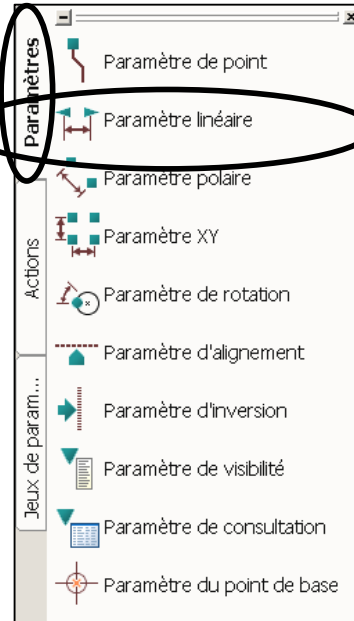 Paramètres
Actions
Jeux de param...
Paramètre de point
Paramètre linéaire
Paramètre polaire
Paramètre XY
Paramètre de rotation
Paramètre d'alignement
Paramètre d'inversion
Paramètre de visibilité
Paramètre de consultation
Paramètre du point de base